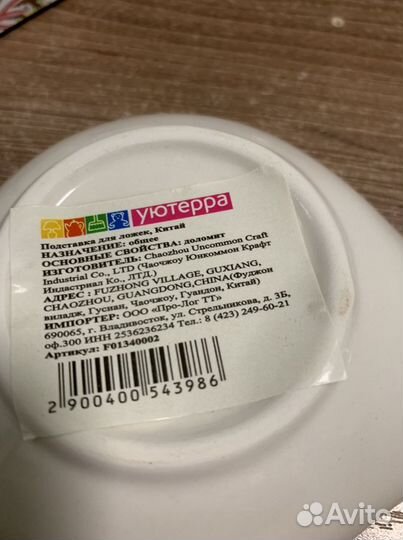 уютерра
Подставка для ложек, Китай
НАЗНАЧЕНИЕ: общее
ОСНОВНЫЕ СВОЙСТВА: доломит
ИЗГОТОВИТЕЛЬ: Chaozhou Uncommon Craft
Industrial Co., LTD (Чаочжоу Юнкоммон Крафт
Индастриал Ко., ЛТД.)
АДРЕС : FUZHONG VILLAGE, GUXIANG,
CHAOZHOU, GUANGDONG,CHINA(Фуджон
виладж, Гусиан, Чаочжоу, Гуандон, Китай)
ИМПОРТЕР: ООО «Про-Лог ТТ»
690065, г. Владивосток, ул. Стрельникова, д. 3Б,
оф.300 ИНН 2536236234 Тел.: 8 (423) 249-60-21
Артикул: F01340002
2 900400 543986
Avito